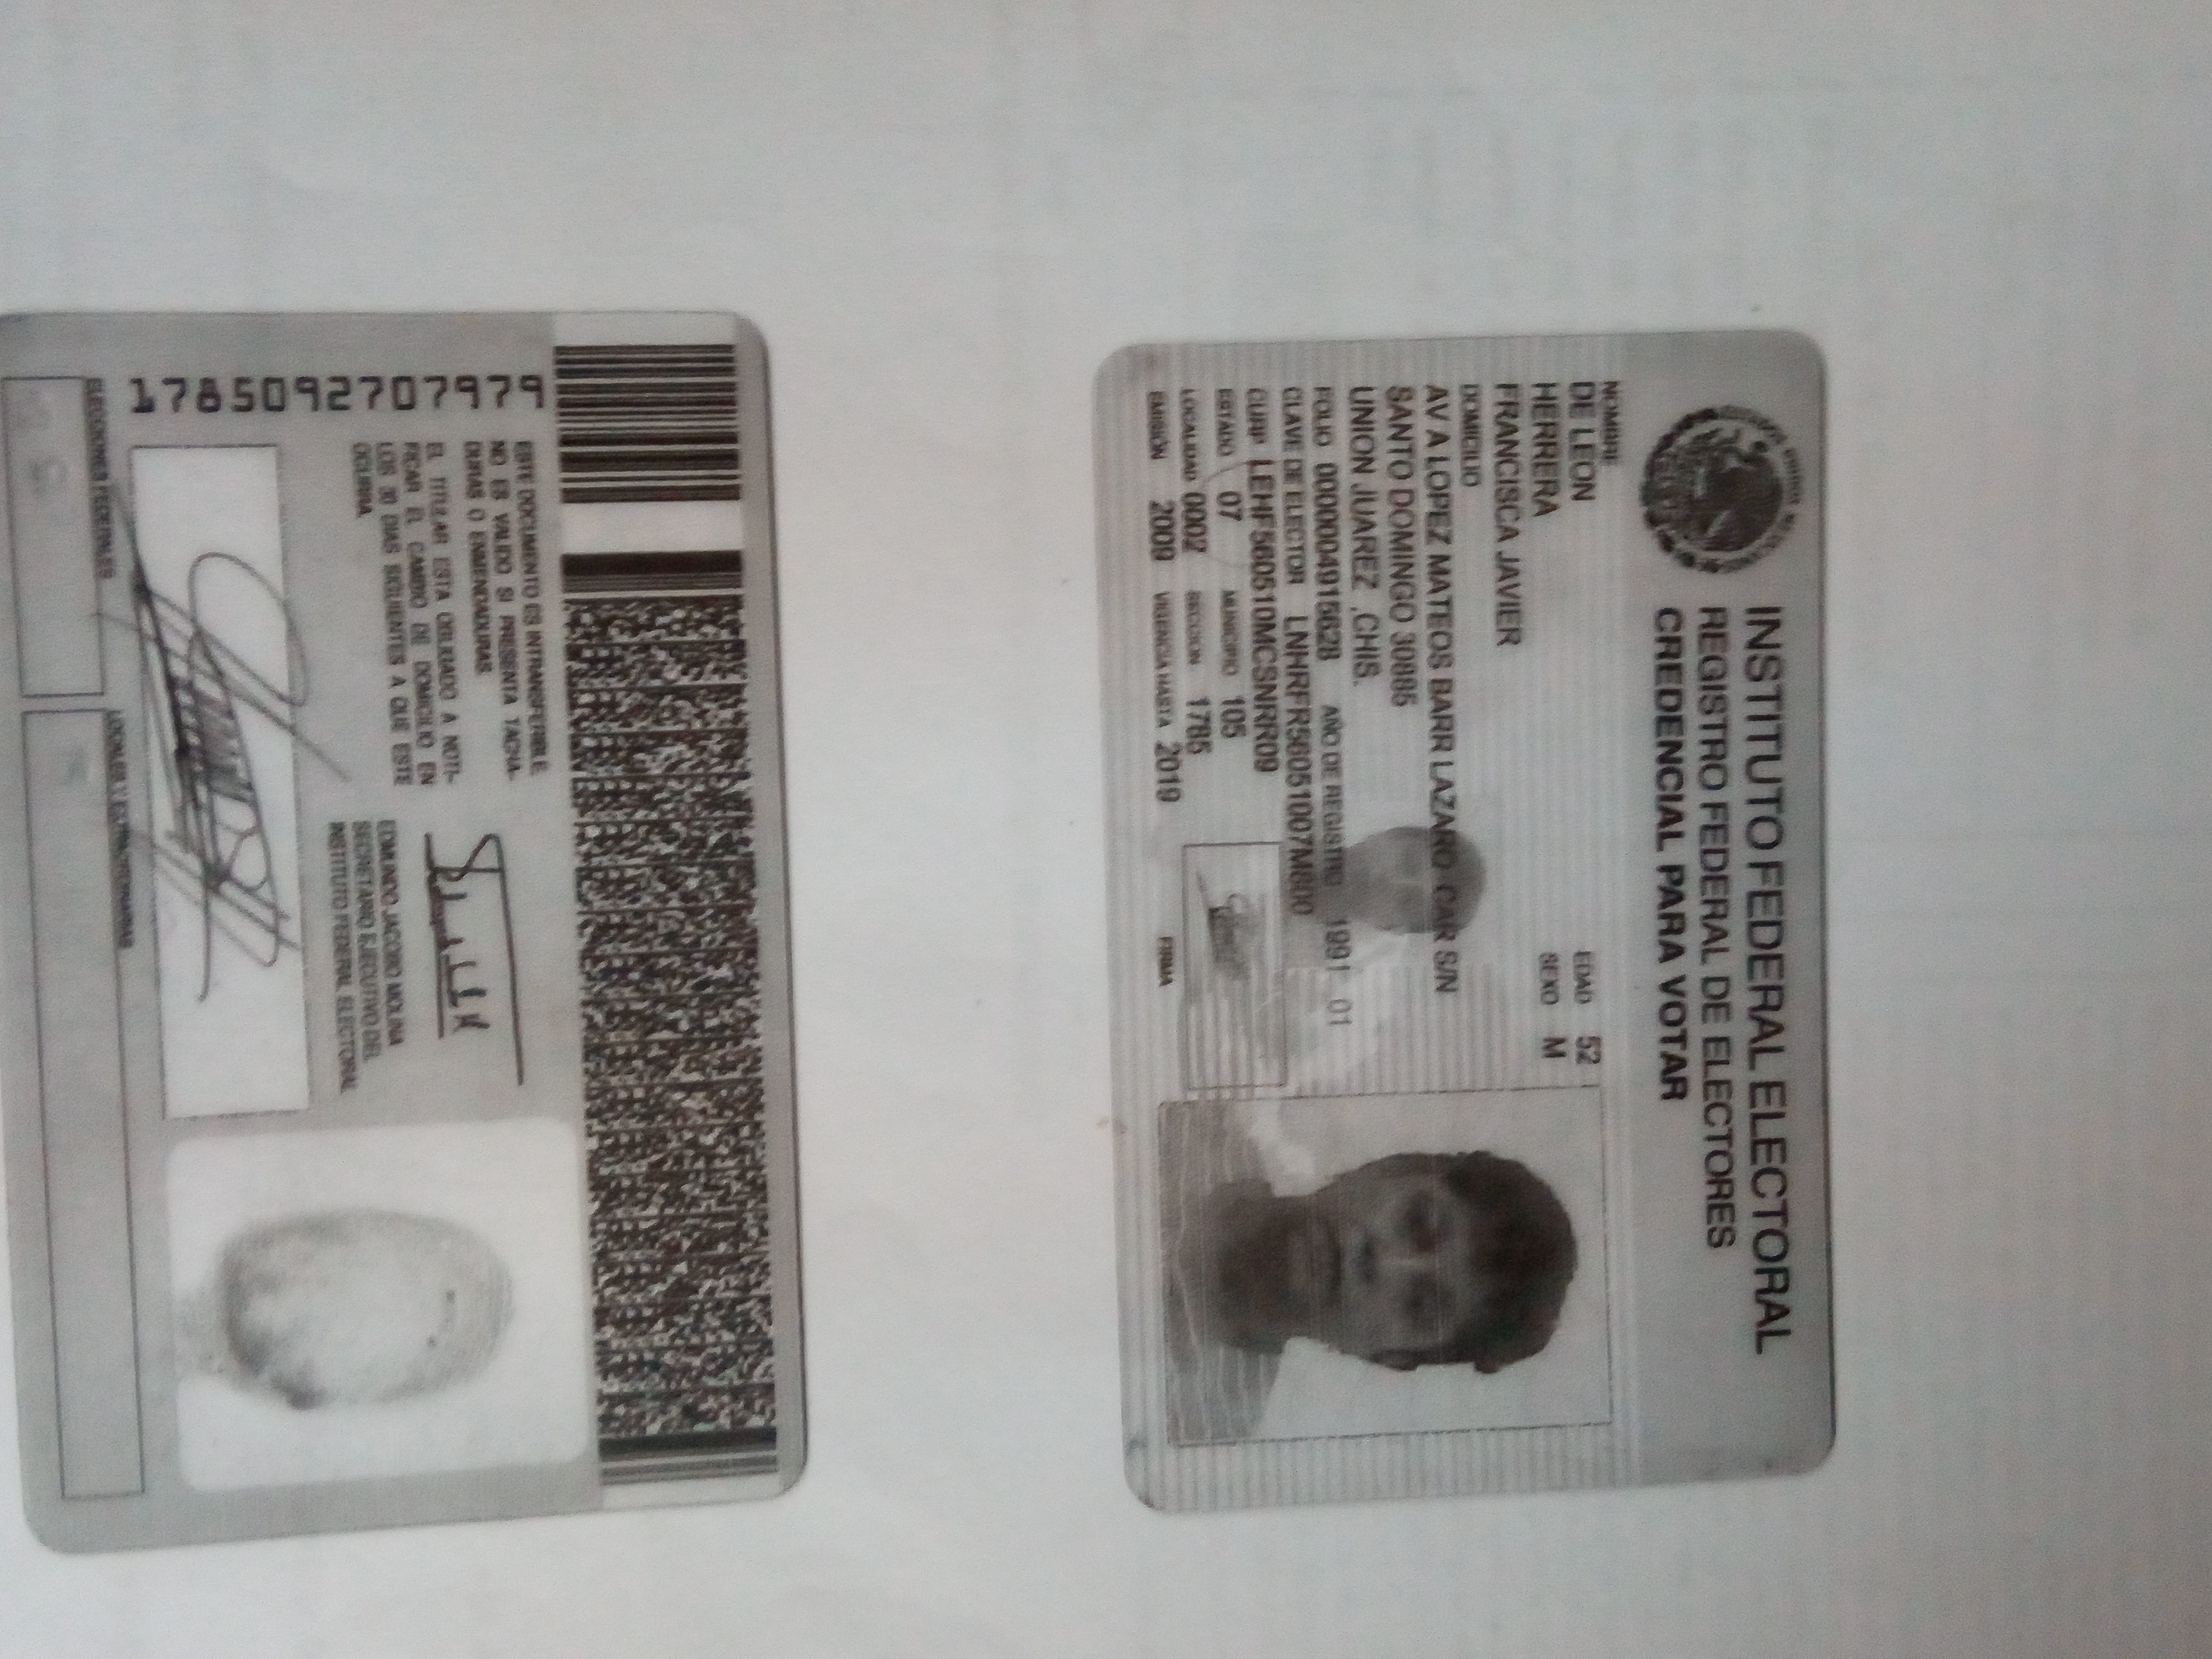 INSTITUTO FEDERAL ELECTORAL
REGISTRO FEDERAL DE ELECTORES
CREDENCIAL PARA VOTAR
NOMBRE
DE LEON
HERRERA
FRANCISCA JAVIER
EDAD 52
SEXO M
DOMICILIO
AV A LOPEZ MATEOS BARR LAZARO CAR S/N
SANTO DOMINGO 30885
UNION JUAREZ ,CHIS.
FOLIO 0000004915628 AÑO DE REGISTRO 1991 01
CLAVE DE ELECTOR LNHRFR56051007M800
CURP LEHF560510MCSNRR09
ESTADO 07 MUNICIPIO 105
LOCALIDAD 0002 SECCION 1785
EMISIÓN 2009 VIGENCIA HASTA 2019
FIRMA
1785092707979
ESTE DOCUMENTO ES INTRANSFERIBLE,
NO ES VALIDO SI PRESENTA TACHA-
DURAS O ENMENDADURAS.
EL TITULAR ESTA OBLIGADO A NOTI-
FICAR EL CAMBIO DE DOMICILIO EN
LOS 30 DIAS SIGUIENTES A QUE ESTE
OCURRA.
EDMUNDO JACOBO MOLINA
SECRETARIO EJECUTIVO DEL
INSTITUTO FEDERAL ELECTORAL
ELECCIONES FEDERALES
LOCALES Y EXTRAORDINARIAS